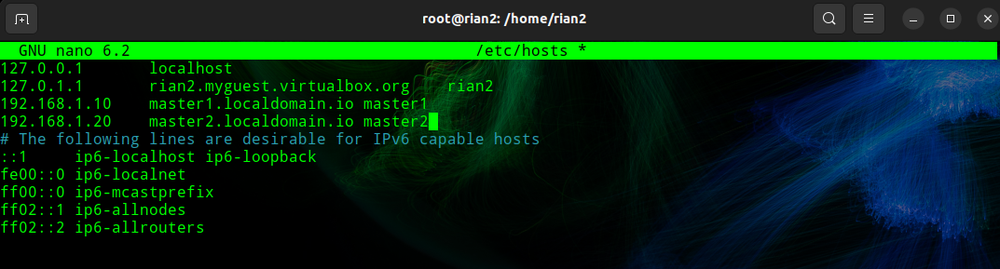 root@rian2: /home/rian2
GNU nano 6.2 /etc/hosts *
127.0.0.1 localhost
127.0.1.1 rian2.myguest.virtualbox.org rian2
192.168.1.10 master1.localdomain.io master1
192.168.1.20 master2.localdomain.io master2
# The following lines are desirable for IPv6 capable hosts
::1 ip6-localhost ip6-loopback
fe00::0 ip6-localnet
ff00::0 ip6-mcastprefix
ff02::1 ip6-allnodes
ff02::2 ip6-allrouters